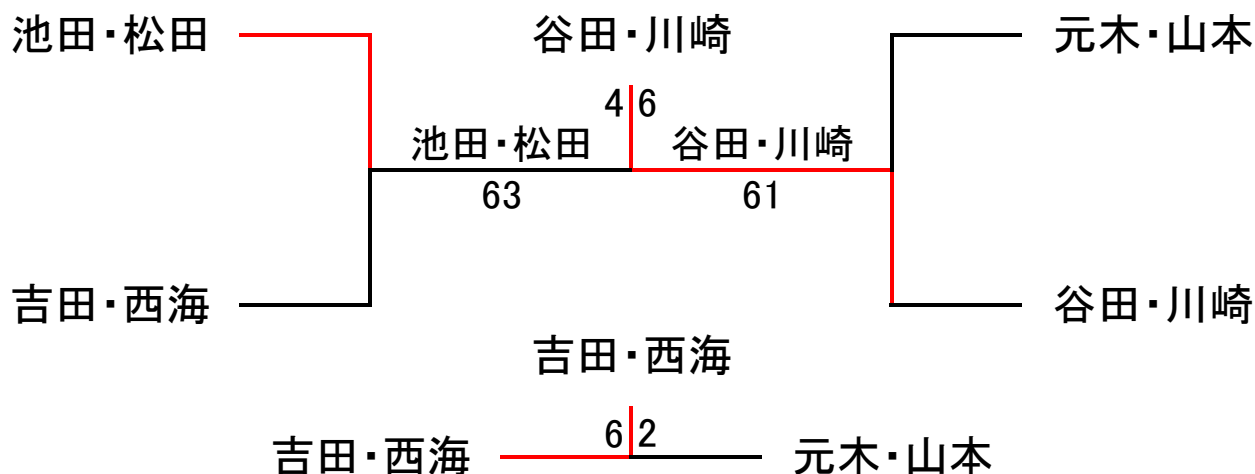 池田・松田 谷田・川崎 元木・山本
4 6
池田・松田 谷田・川崎
63 61
吉田・西海 谷田・川崎
吉田・西海
6 2
吉田・西海 元木・山本